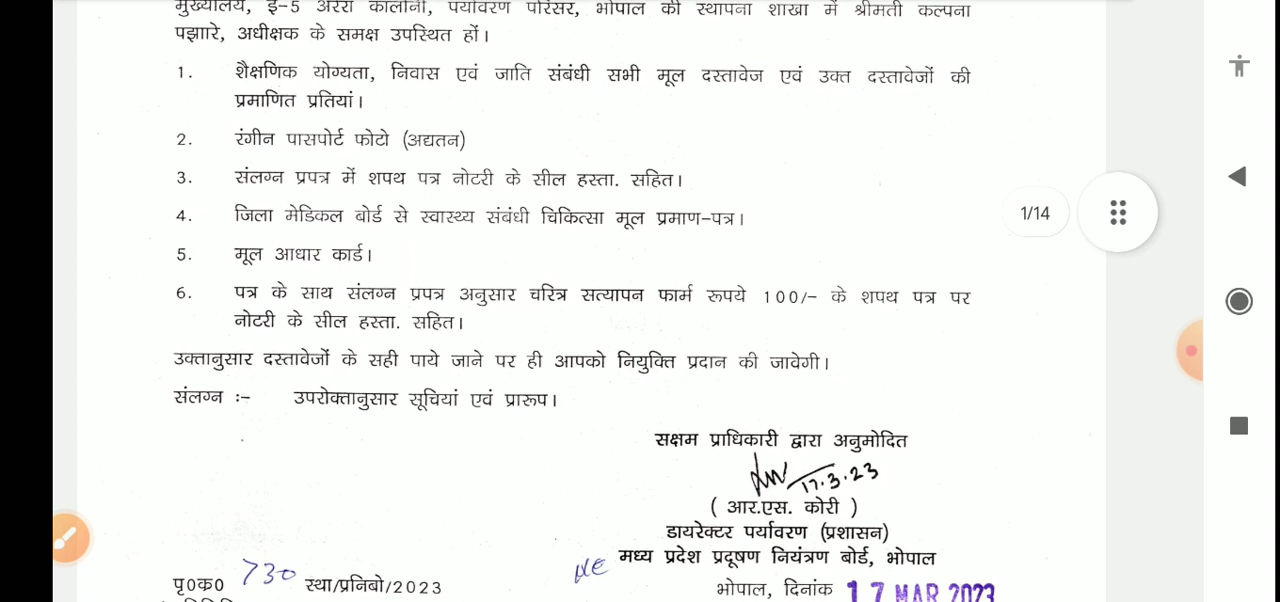 मुख्यालय, ई-5 अरेरा कालोनी, पर्यावरण परिसर, भोपाल की स्थापना शाखा में श्रीमती कल्पना
पझारे, अधीक्षक के समक्ष उपस्थित हों।
1. शैक्षणिक योग्यता, निवास एवं जाति संबंधी सभी मूल दस्तावेज एवं उक्त दस्तावेजों की
प्रमाणित प्रतियां।
2. रंगीन पासपोर्ट फोटो (अद्यतन)
3. संलग्न प्रपत्र में शपथ पत्र नोटरी के सील हस्ता. सहित।
4. जिला मेडिकल बोर्ड से स्वास्थ्य संबंधी चिकित्सा मूल प्रमाण-पत्र।
1/14
5. मूल आधार कार्ड।
6. पत्र के साथ संलग्न प्रपत्र अनुसार चरित्र सत्यापन फार्म रूपये 100/- के शपथ पत्र पर
नोटरी के सील हस्ता. सहित।
उक्तानुसार दस्तावेजों के सही पाये जाने पर ही आपको नियुक्ति प्रदान की जावेगी।
संलग्न :- उपरोक्तानुसार सूचियां एवं प्रारूप।
सक्षम प्राधिकारी द्वारा अनुमोदित
17.3.23
( आर.एस. कोरी )
डायरेक्टर पर्यावरण (प्रशासन)
मध्य प्रदेश प्रदूषण नियंत्रण बोर्ड, भोपाल
पृ0क0 730 स्था/प्रनिबो/2023
भोपाल, दिनांक 17 MAR 2023